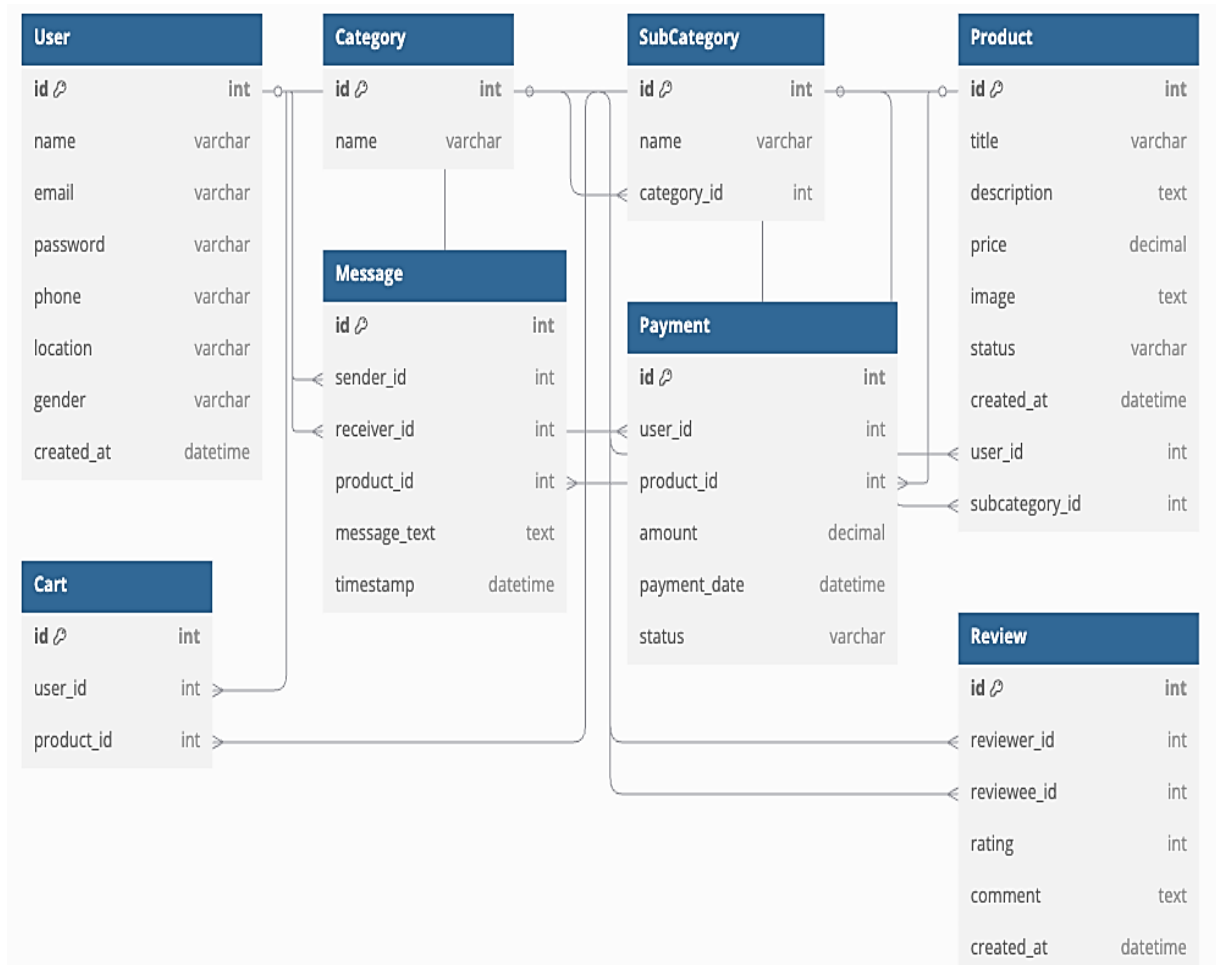 User
id int
name varchar
email varchar
password varchar
phone varchar
location varchar
gender varchar
created_at datetime
Category
id int
name varchar
SubCategory
id int
name varchar
category_id int
Product
id int
title varchar
description text
price decimal
image text
status varchar
created_at datetime
user_id int
subcategory_id int
Message
id int
sender_id int
receiver_id int
product_id int
message_text text
timestamp datetime
Payment
id int
user_id int
product_id int
amount decimal
payment_date datetime
status varchar
Cart
id int
user_id int
product_id int
Review
id int
reviewer_id int
reviewee_id int
rating int
comment text
created_at datetime